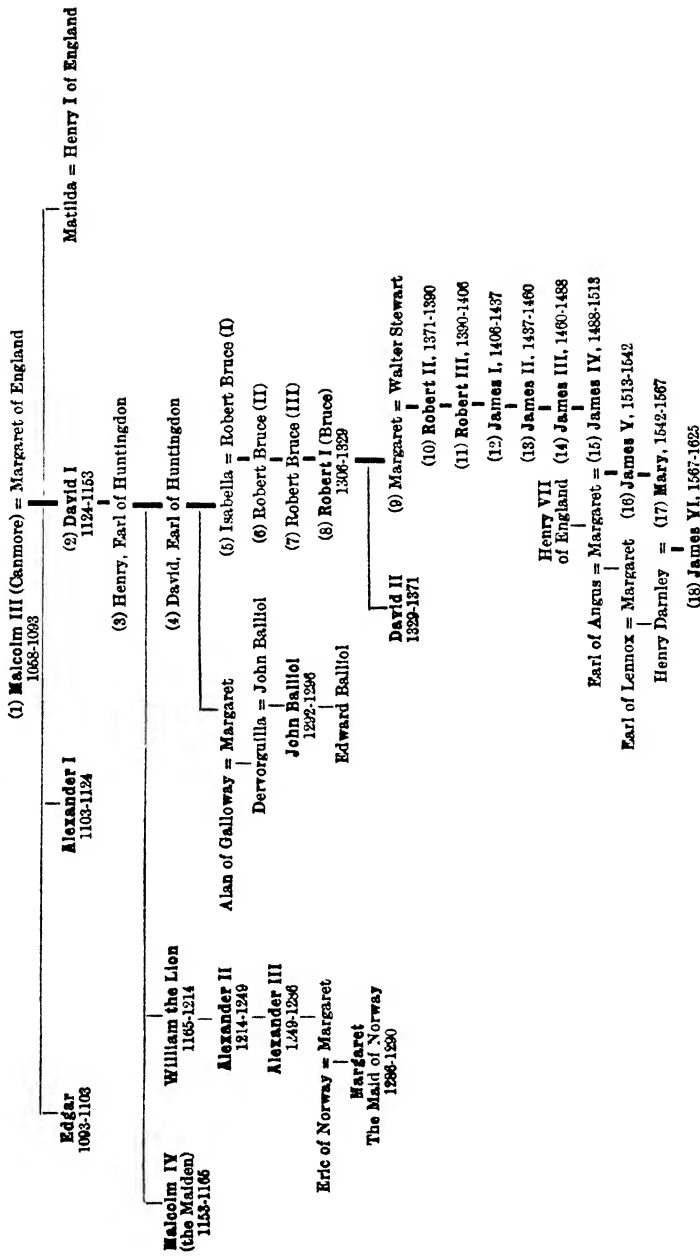 (1) Malcolm III (Canmore) = Margaret of England
1058-1093
Edgar
1093-1103
Alexander I
1103-1124
(2) David I
1124-1153
Matilda = Henry I of England
(3) Henry, Earl of Huntingdon
Malcolm IV
(the Maiden)
1153-1165
William the Lion
1165-1214
(4) David, Earl of Huntingdon
Alexander II
1214-1249
Alexander III
1249-1286
Eric of Norway = Margaret
Margaret
The Maid of Norway
1286-1290
Alan of Galloway = Margaret
Dervorguilla = John Balliol
John Balliol
1292-1296
Edward Balliol
(5) Isabella = Robert Bruce (I)
(6) Robert Bruce (II)
(7) Robert Bruce (III)
(8) Robert I (Bruce)
1306-1329
David II
1329-1371
(9) Margaret = Walter Stewart
(10) Robert II, 1371-1390
(11) Robert III, 1390-1406
(12) James I, 1406-1437
(13) James II, 1437-1460
Henry VII
of England
(14) James III, 1460-1488
Earl of Angus = Margaret = (15) James IV, 1488-1513
Earl of Lennox = Margaret (16) James V, 1513-1542
Henry Darnley = (17) Mary, 1542-1567
(18) James VI, 1567-1625